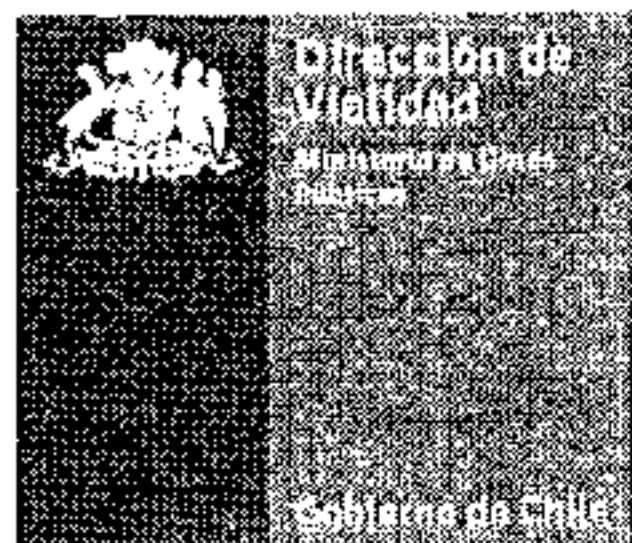 Dirección de
Vialidad
Ministerio de Obras
Públicas
Gobierno de Chile